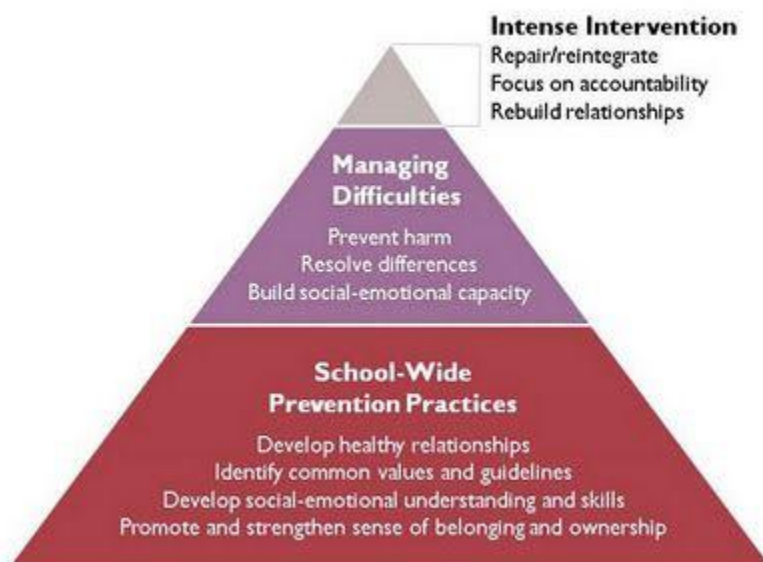 Intense Intervention
Repair/reintegrate
Focus on accountability
Rebuild relationships
Managing
Difficulties
Prevent harm
Resolve differences
Build social-emotional capacity
School-Wide
Prevention Practices
Develop healthy relationships
Identify common values and guidelines
Develop social-emotional understanding and skills
Promote and strengthen sense of belonging and ownership